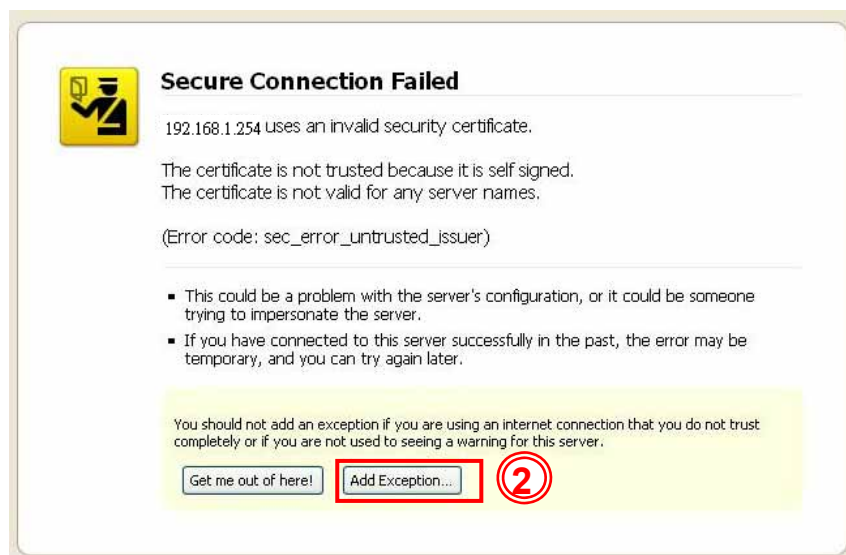 Secure Connection Failed
192.168.1.254 uses an invalid security certificate.
The certificate is not trusted because it is self signed.
The certificate is not valid for any server names.
(Error code: sec_error_untrusted_issuer)
▪ This could be a problem with the server's configuration, or it could be someone
trying to impersonate the server.
▪ If you have connected to this server successfully in the past, the error may be
temporary, and you can try again later.
You should not add an exception if you are using an internet connection that you do not trust
completely or if you are not used to seeing a warning for this server.
Get me out of here! Add Exception... 2